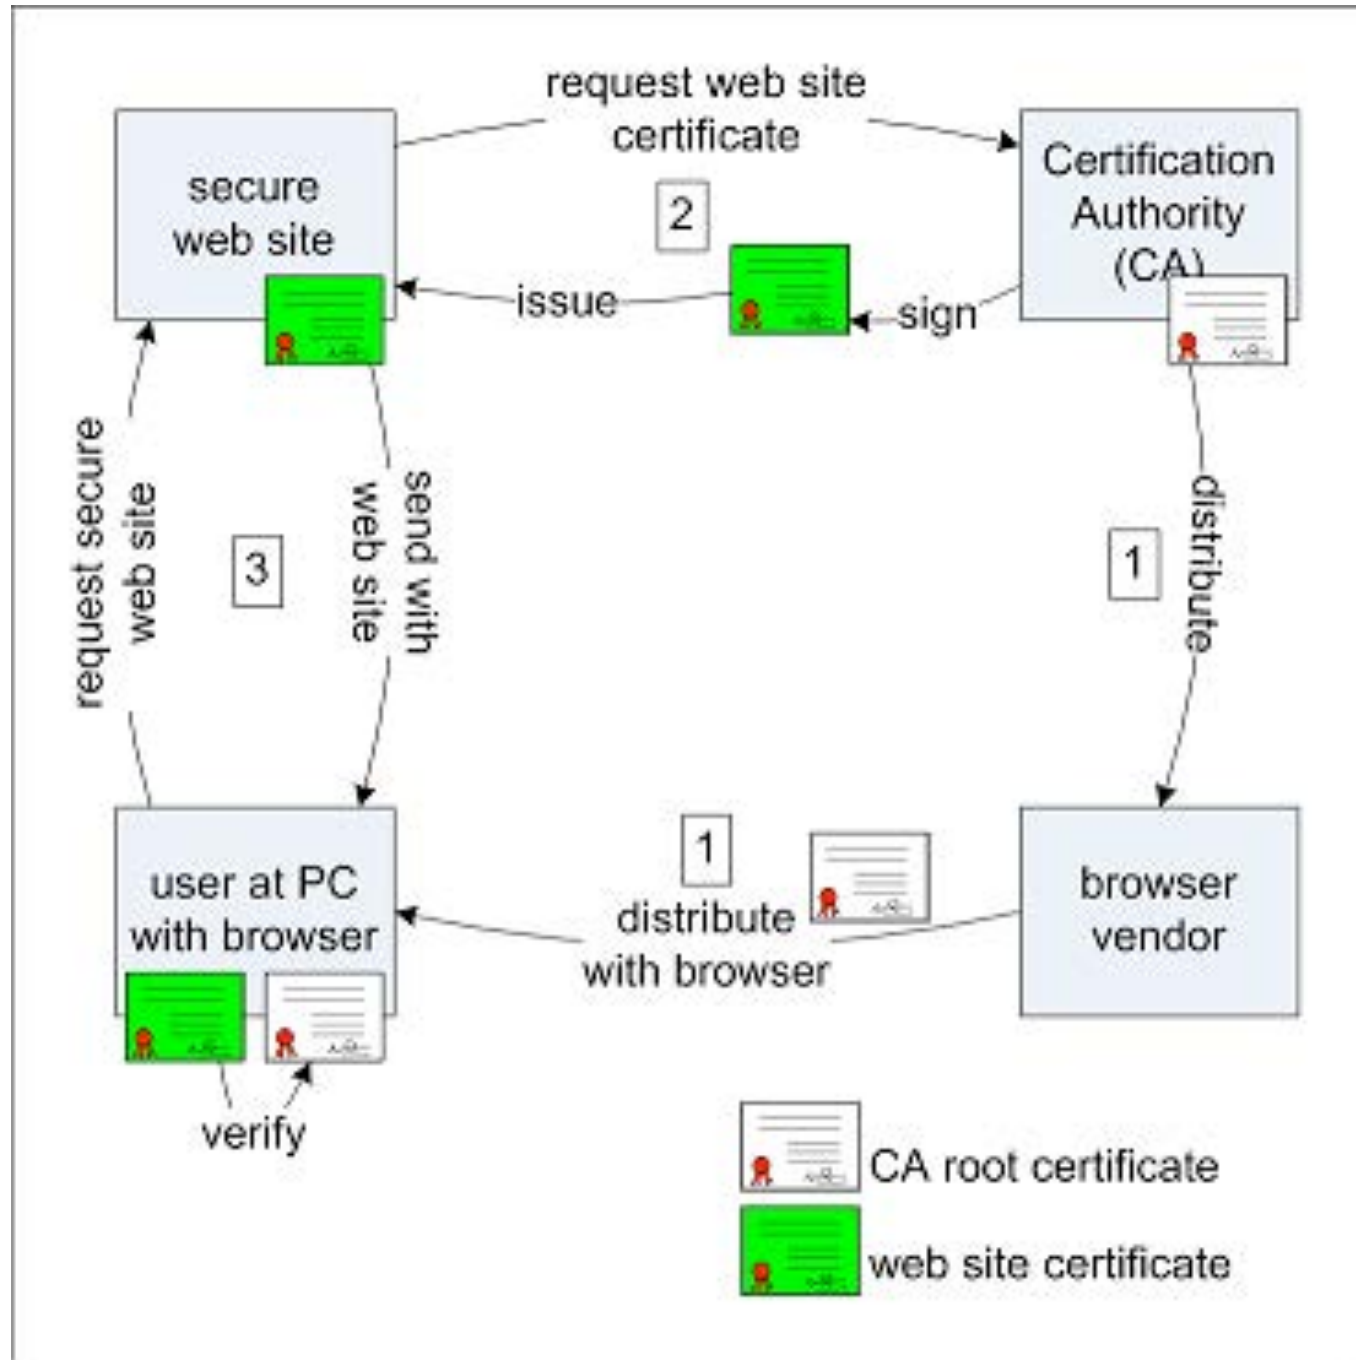 request web site
certificate
secure
web site
Certification
Authority
(CA)
2
issue
sign
request secure
web site
3
send with
web site
1
distribute
user at PC
with browser
1
distribute
with browser
browser
vendor
verify
CA root certificate
web site certificate